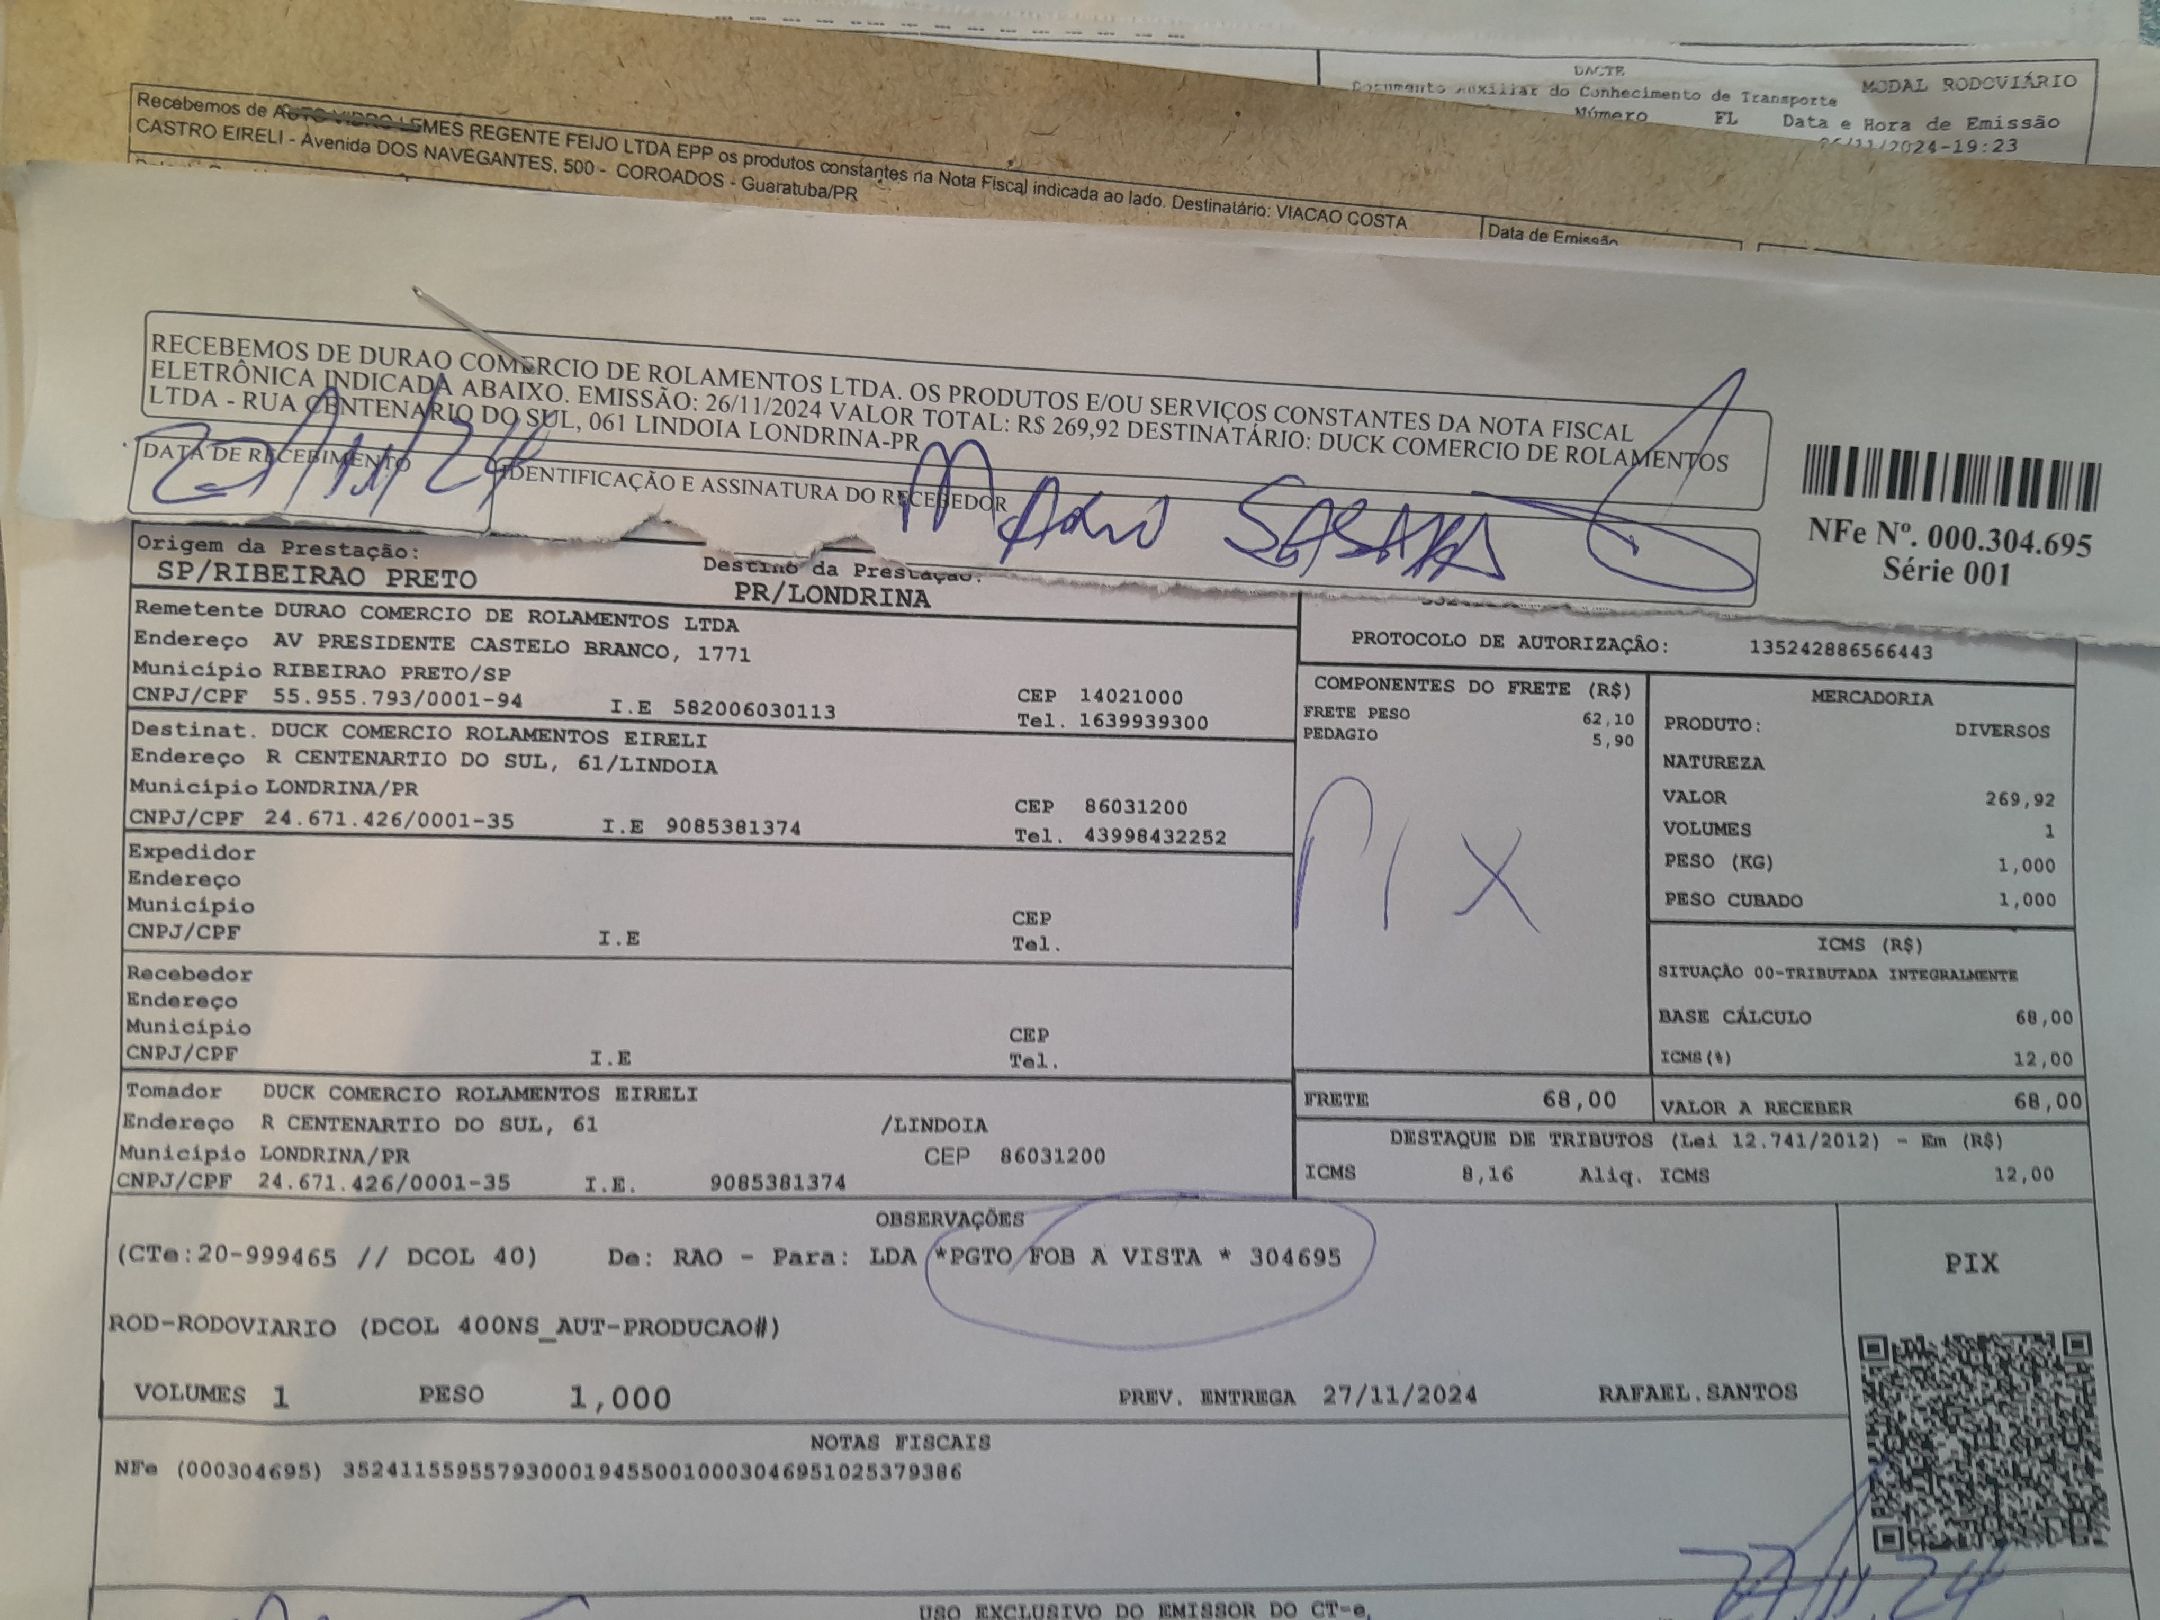 DACTE
Documento Auxiliar do Conhecimento de Transporte
MODAL RODOVIÁRIO
Número FL Data e Hora de Emissão
26/11/2024-19:23
Recebemos de AUTO VIDRO LEMES REGENTE FEIJO LTDA EPP os produtos constantes na Nota Fiscal indicada ao lado. Destinatário: VIACAO COSTA
CASTRO EIRELI - Avenida DOS NAVEGANTES, 500 - COROADOS - Guaratuba/PR
Data de Emissão
RECEBEMOS DE DURAO COMERCIO DE ROLAMENTOS LTDA. OS PRODUTOS E/OU SERVIÇOS CONSTANTES DA NOTA FISCAL
ELETRÔNICA INDICADA ABAIXO. EMISSÃO: 26/11/2024 VALOR TOTAL: R$ 269,92 DESTINATÁRIO: DUCK COMERCIO DE ROLAMENTOS
LTDA - RUA CENTENARIO DO SUL, 061 LINDOIA LONDRINA-PR
DATA DE RECEBIMENTO
27/11/24
IDENTIFICAÇÃO E ASSINATURA DO RECEBEDOR
NFe Nº. 000.304.695
Série 001
Origem da Prestação:
SP/RIBEIRAO PRETO
Destino da Prestação:
PR/LONDRINA
Remetente DURAO COMERCIO DE ROLAMENTOS LTDA
Endereço AV PRESIDENTE CASTELO BRANCO, 1771
Município RIBEIRAO PRETO/SP
CEP 14021000
CNPJ/CPF 55.955.793/0001-94 I.E 582006030113 Tel. 1639939300
Destinat. DUCK COMERCIO ROLAMENTOS EIRELI
Endereço R CENTENARTIO DO SUL, 61/LINDOIA
Município LONDRINA/PR CEP 86031200
CNPJ/CPF 24.671.426/0001-35 I.E 9085381374 Tel. 43998432252
Expedidor
Endereço
Município CEP
CNPJ/CPF I.E Tel.
Recebedor
Endereço
Município CEP
CNPJ/CPF I.E Tel.
Tomador DUCK COMERCIO ROLAMENTOS EIRELI
Endereço R CENTENARTIO DO SUL, 61 /LINDOIA
Município LONDRINA/PR CEP 86031200
CNPJ/CPF 24.671.426/0001-35 I.E. 9085381374
PROTOCOLO DE AUTORIZAÇÃO: 135242886566443
COMPONENTES DO FRETE (R$)
FRETE PESO 62,10
PEDAGIO 5,90
PIX
FRETE 68,00
MERCADORIA
PRODUTO: DIVERSOS
NATUREZA
VALOR 269,92
VOLUMES 1
PESO (KG) 1,000
PESO CUBADO 1,000
ICMS (R$)
SITUAÇÃO 00-TRIBUTADA INTEGRALMENTE
BASE CÁLCULO 68,00
ICMS(%) 12,00
VALOR A RECEBER 68,00
DESTAQUE DE TRIBUTOS (Lei 12.741/2012) - Em (R$)
ICMS 8,16 Aliq. ICMS 12,00
OBSERVAÇÕES
(CTe:20-999465 // DCOL 40) De: RAO - Para: LDA *PGTO FOB A VISTA * 304695
ROD-RODOVIARIO (DCOL 400NS_AUT-PRODUCAO#)
VOLUMES 1 PESO 1,000 PREV. ENTREGA 27/11/2024 RAFAEL.SANTOS
PIX
NOTAS FISCAIS
NFe (000304695) 35241155955793000194550010003046951025379386
27/11/24
USO EXCLUSIVO DO EMISSOR DO CT-e.